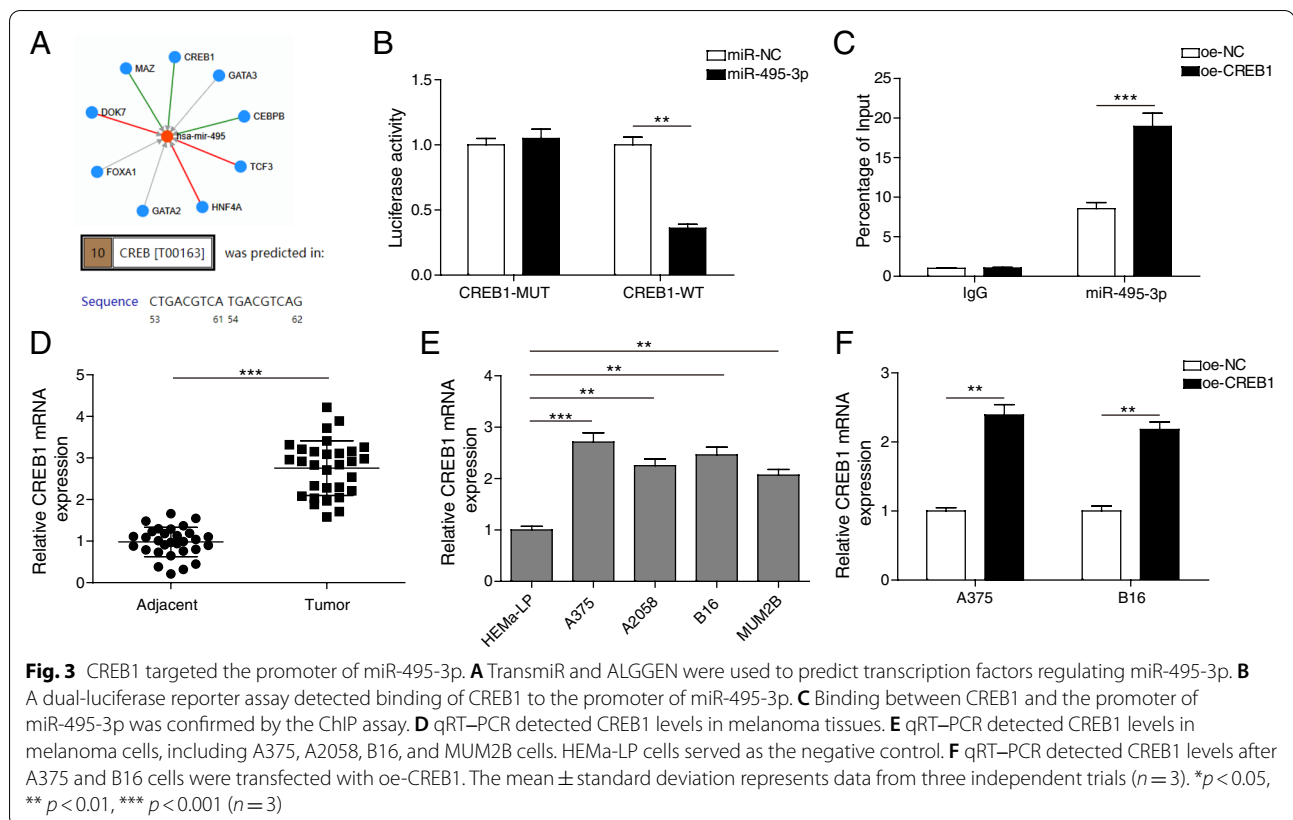 A
CREB1
MAZ
GATA3
DOK7
CEBPB
hsa-mir-495
TCF3
FOXA1
HNF4A
GATA2
10 CREB [T00163] was predicted in:
Sequence CTGACGTCA TGACGTCAG
53 61 54 62
B
miR-NC
miR-495-3p
Luciferase activity
1.5
1.0
0.5
0.0
**
CREB1-MUT CREB1-WT
C
oe-NC
oe-CREB1
Percentage of Input
25
20
15
10
5
0
***
IgG miR-495-3p
D
Relative CREB1 mRNA
expression
5
4
3
2
1
0
***
Adjacent Tumor
E
Relative CREB1 mRNA
expression
4
3
2
1
0
**
**
**
***
HEMa-LP A375 A2058 B16 MUM2B
F
oe-NC
oe-CREB1
Relative CREB1 mRNA
expression
3
2
1
0
**
**
A375 B16
Fig. 3 CREB1 targeted the promoter of miR-495-3p. A TransmiR and ALGGEN were used to predict transcription factors regulating miR-495-3p. B
A dual-luciferase reporter assay detected binding of CREB1 to the promoter of miR-495-3p. C Binding between CREB1 and the promoter of
miR-495-3p was confirmed by the ChIP assay. D qRT–PCR detected CREB1 levels in melanoma tissues. E qRT–PCR detected CREB1 levels in
melanoma cells, including A375, A2058, B16, and MUM2B cells. HEMa-LP cells served as the negative control. F qRT–PCR detected CREB1 levels after
A375 and B16 cells were transfected with oe-CREB1. The mean ± standard deviation represents data from three independent trials (n = 3). *p < 0.05,
** p < 0.01, *** p < 0.001 (n = 3)